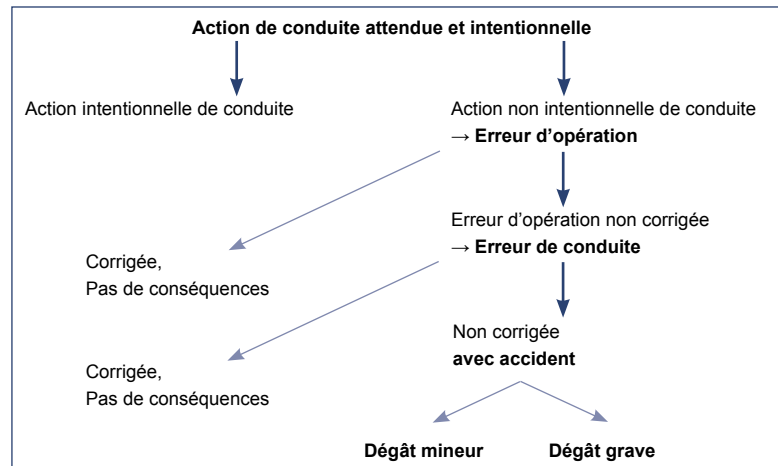 Action de conduite attendue et intentionnelle
Action intentionnelle de conduite
Action non intentionnelle de conduite
→ Erreur d’opération
Erreur d’opération non corrigée
→ Erreur de conduite
Corrigée,
Pas de conséquences
Non corrigée
avec accident
Corrigée,
Pas de conséquences
Dégât mineur
Dégât grave